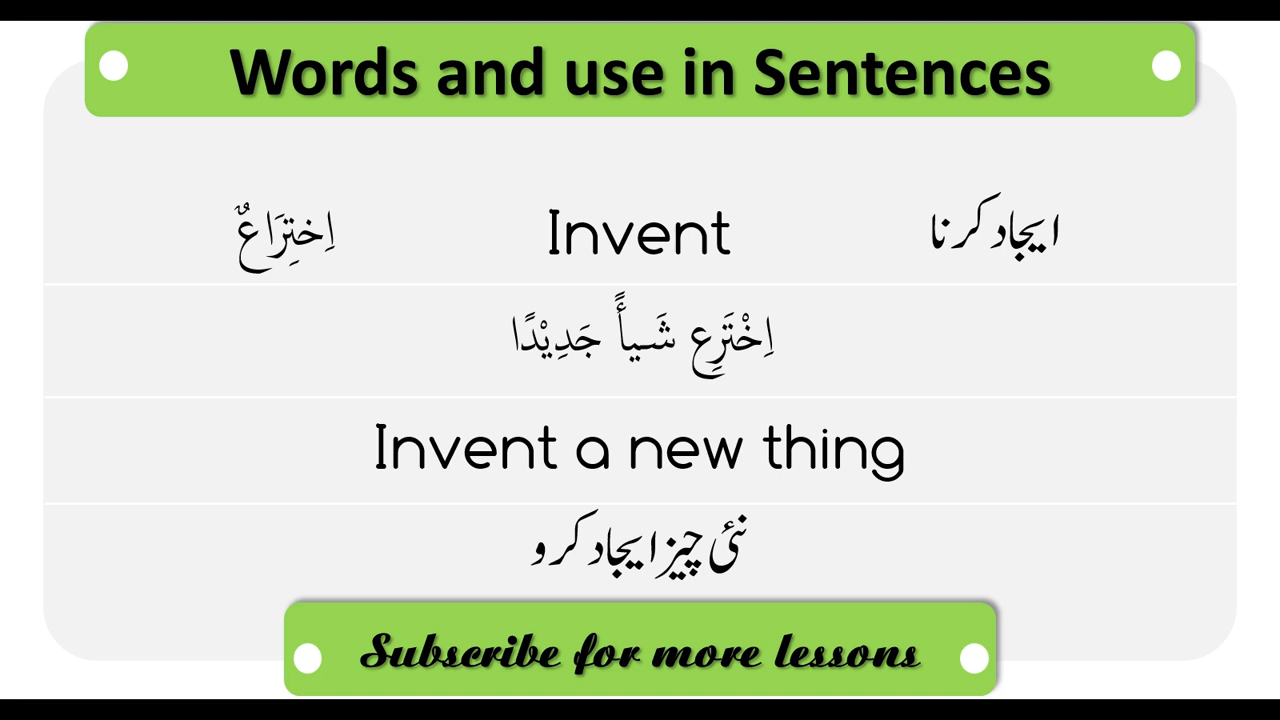 Words and use in Sentences
اِختِرَاعٌ Invent ایجاد کرنا
اِخْتَرِع شَـيأً جَدِيْدًا
Invent a new thing
نئی چیز ایجاد کرو
Subscribe for more lessons